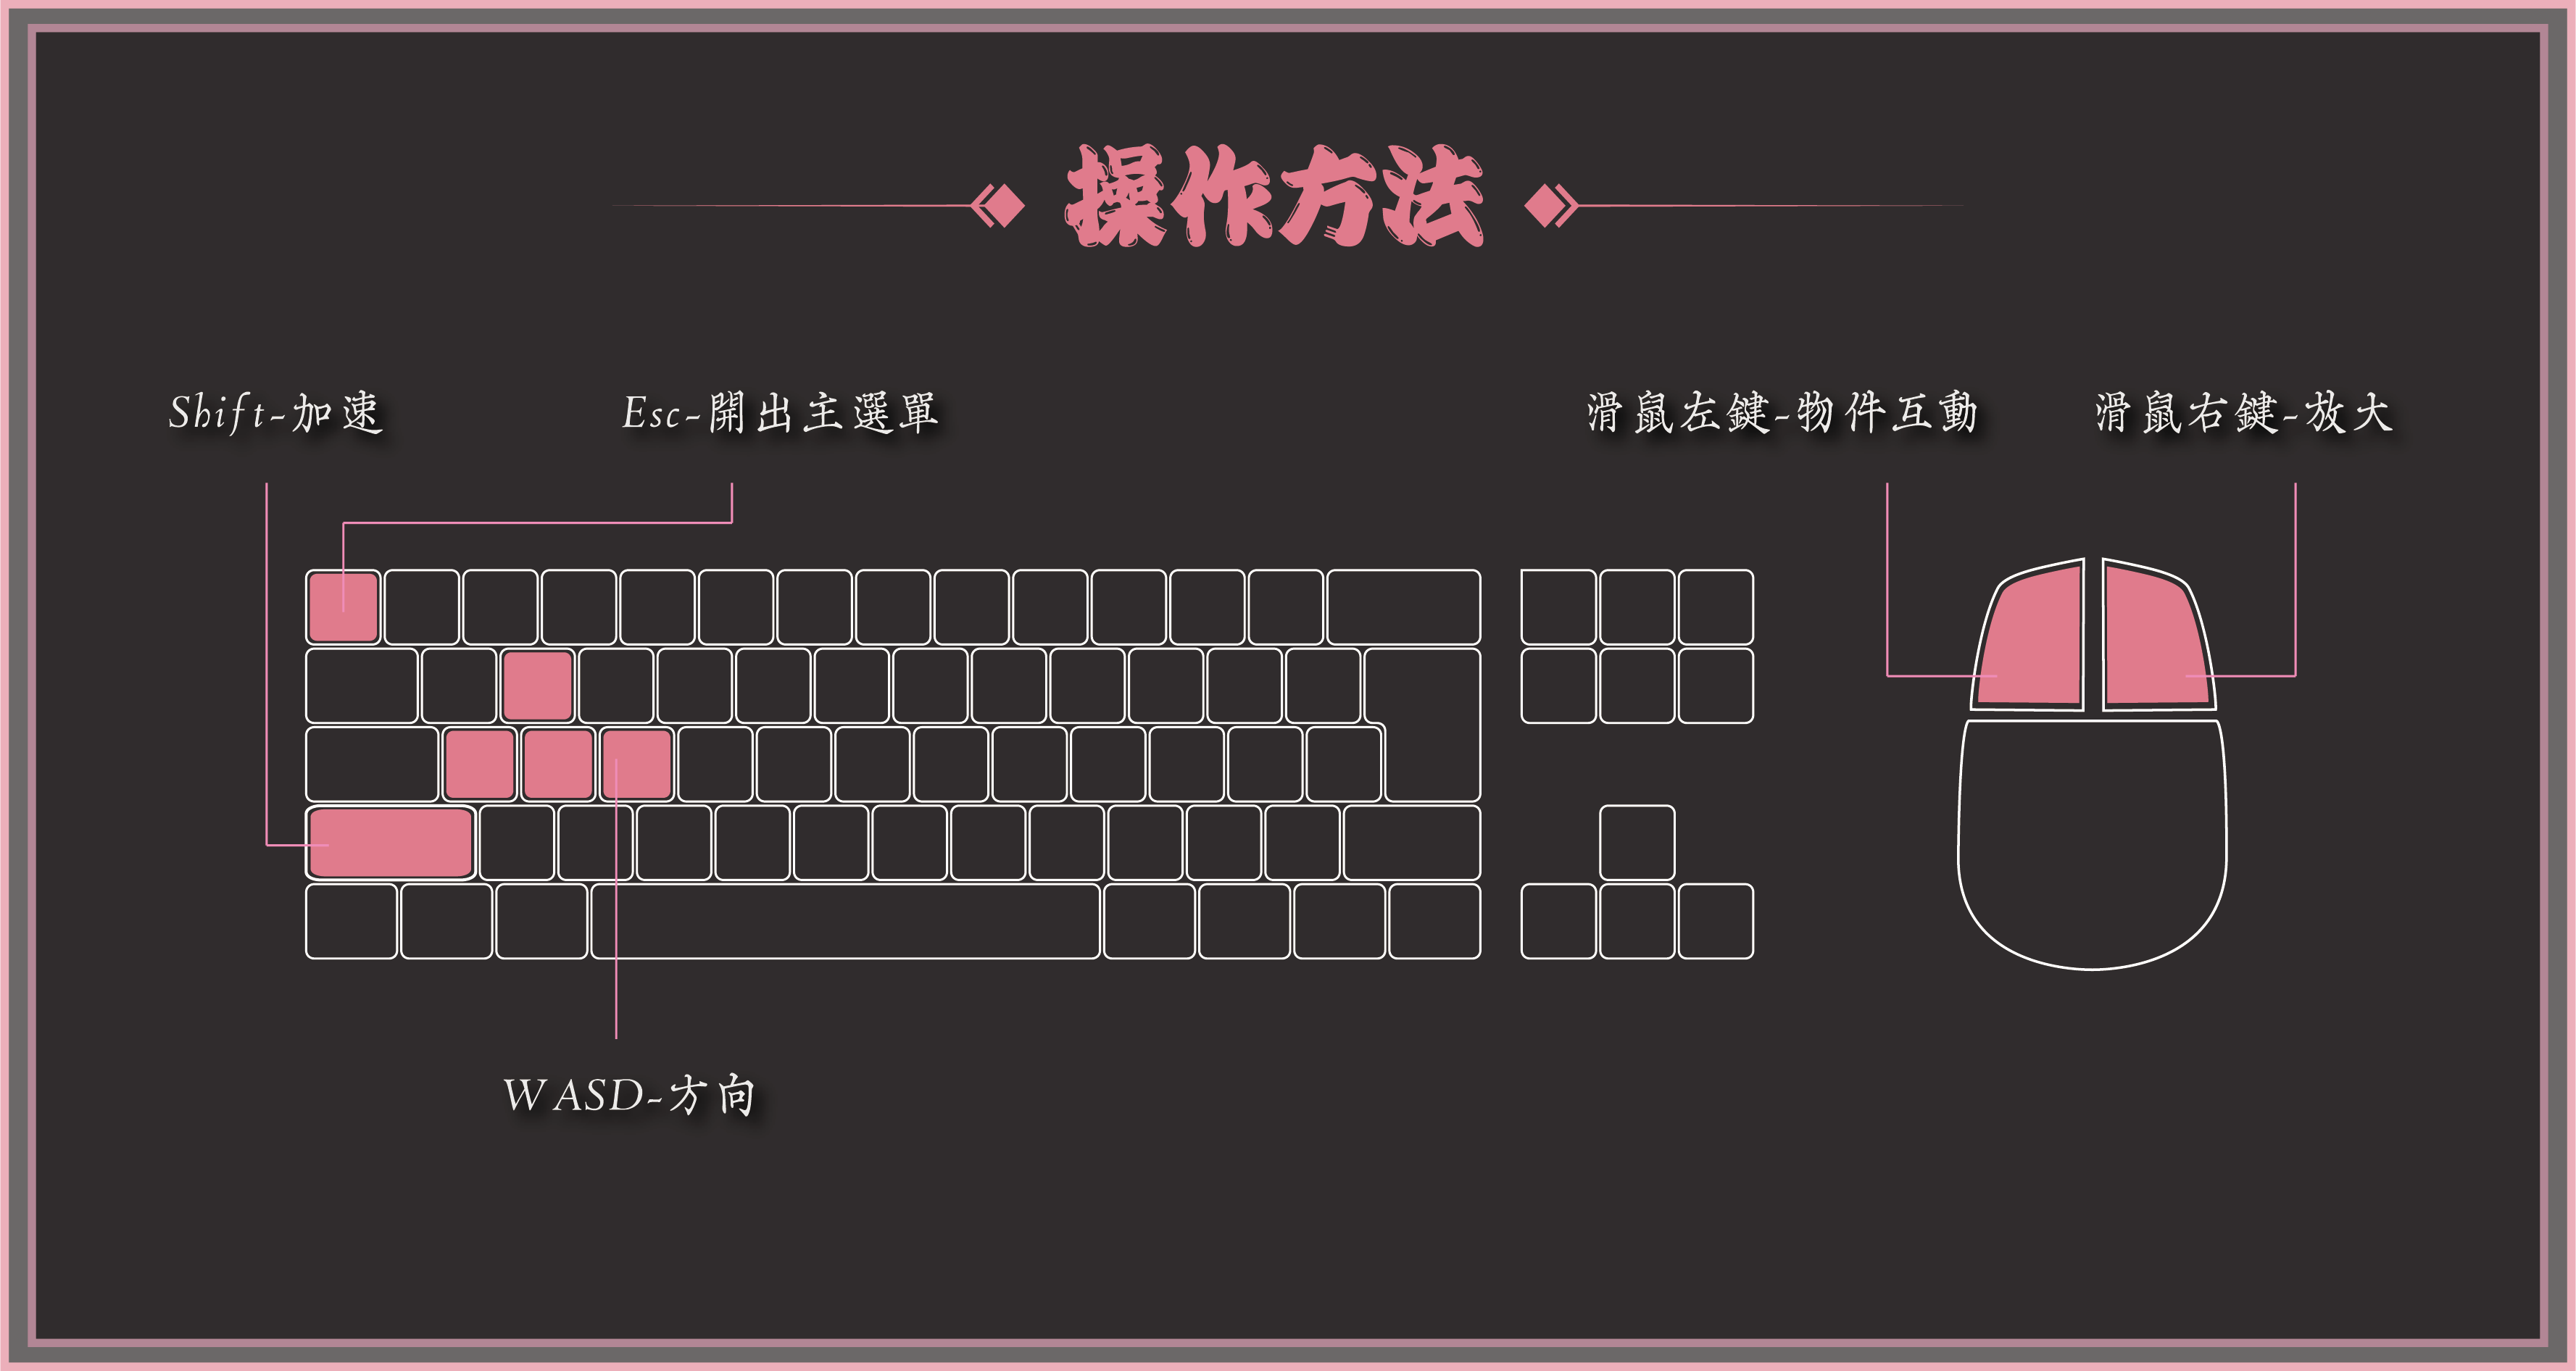 操作方法
Shift-加速
Esc-開出主選單
滑鼠左鍵-物件互動
滑鼠右鍵-放大
WASD-方向